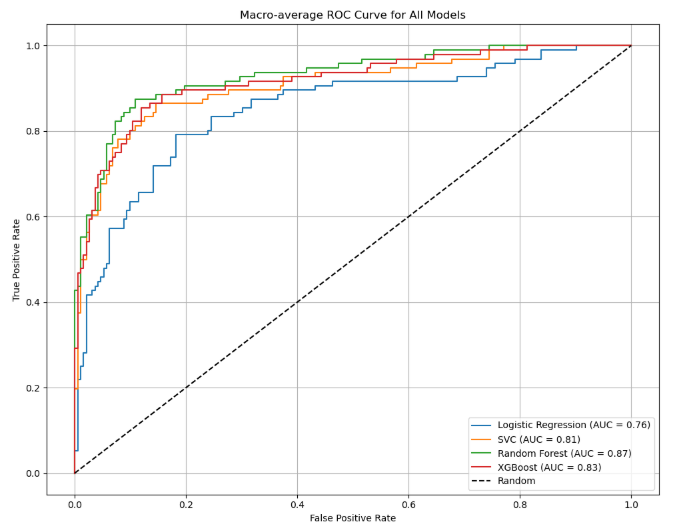 Macro-average ROC Curve for All Models
True Positive Rate
1.0
0.8
0.6
0.4
0.2
0.0
Logistic Regression (AUC = 0.76)
SVC (AUC = 0.81)
Random Forest (AUC = 0.87)
XGBoost (AUC = 0.83)
Random
0.0 0.2 0.4 0.6 0.8 1.0
False Positive Rate